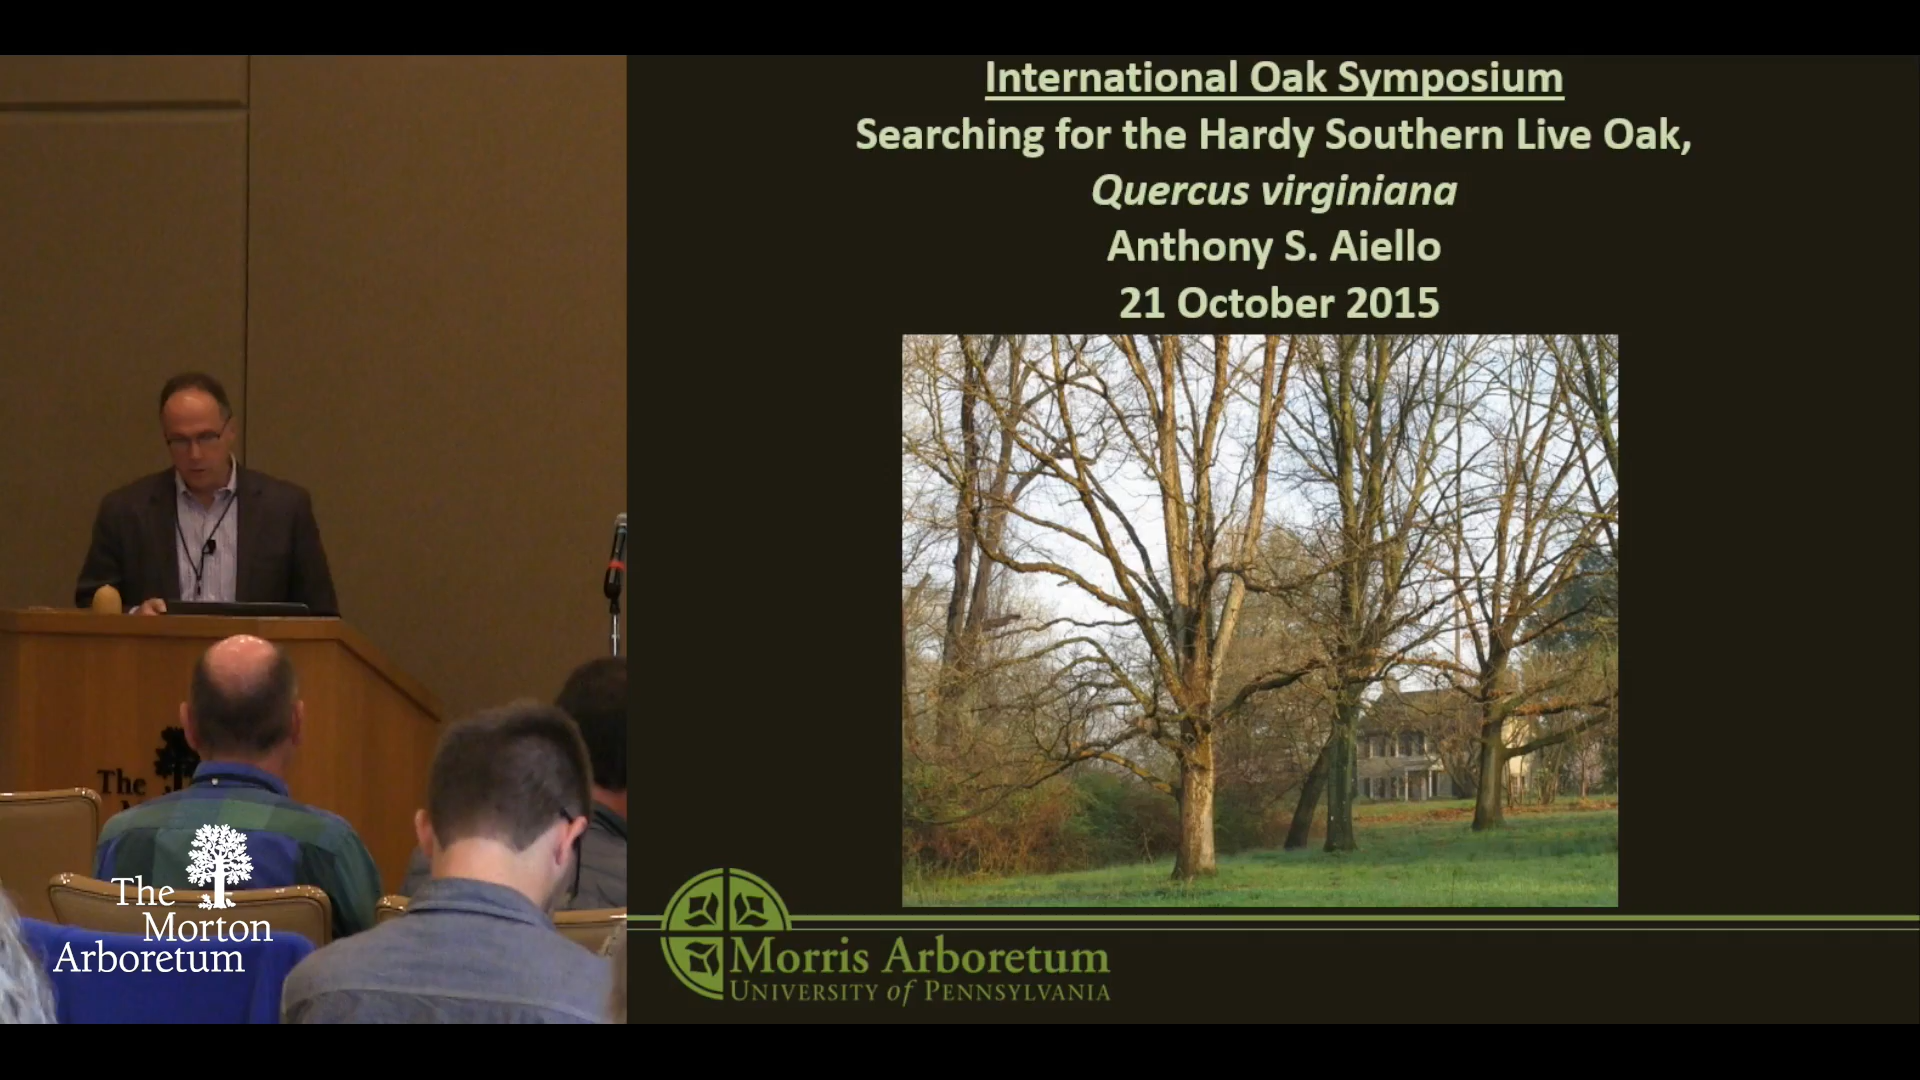 International Oak Symposium
Searching for the Hardy Southern Live Oak,
Quercus virginiana
Anthony S. Aiello
21 October 2015
Morris Arboretum
UNIVERSITY of PENNSYLVANIA
The
The
Morton
Arboretum